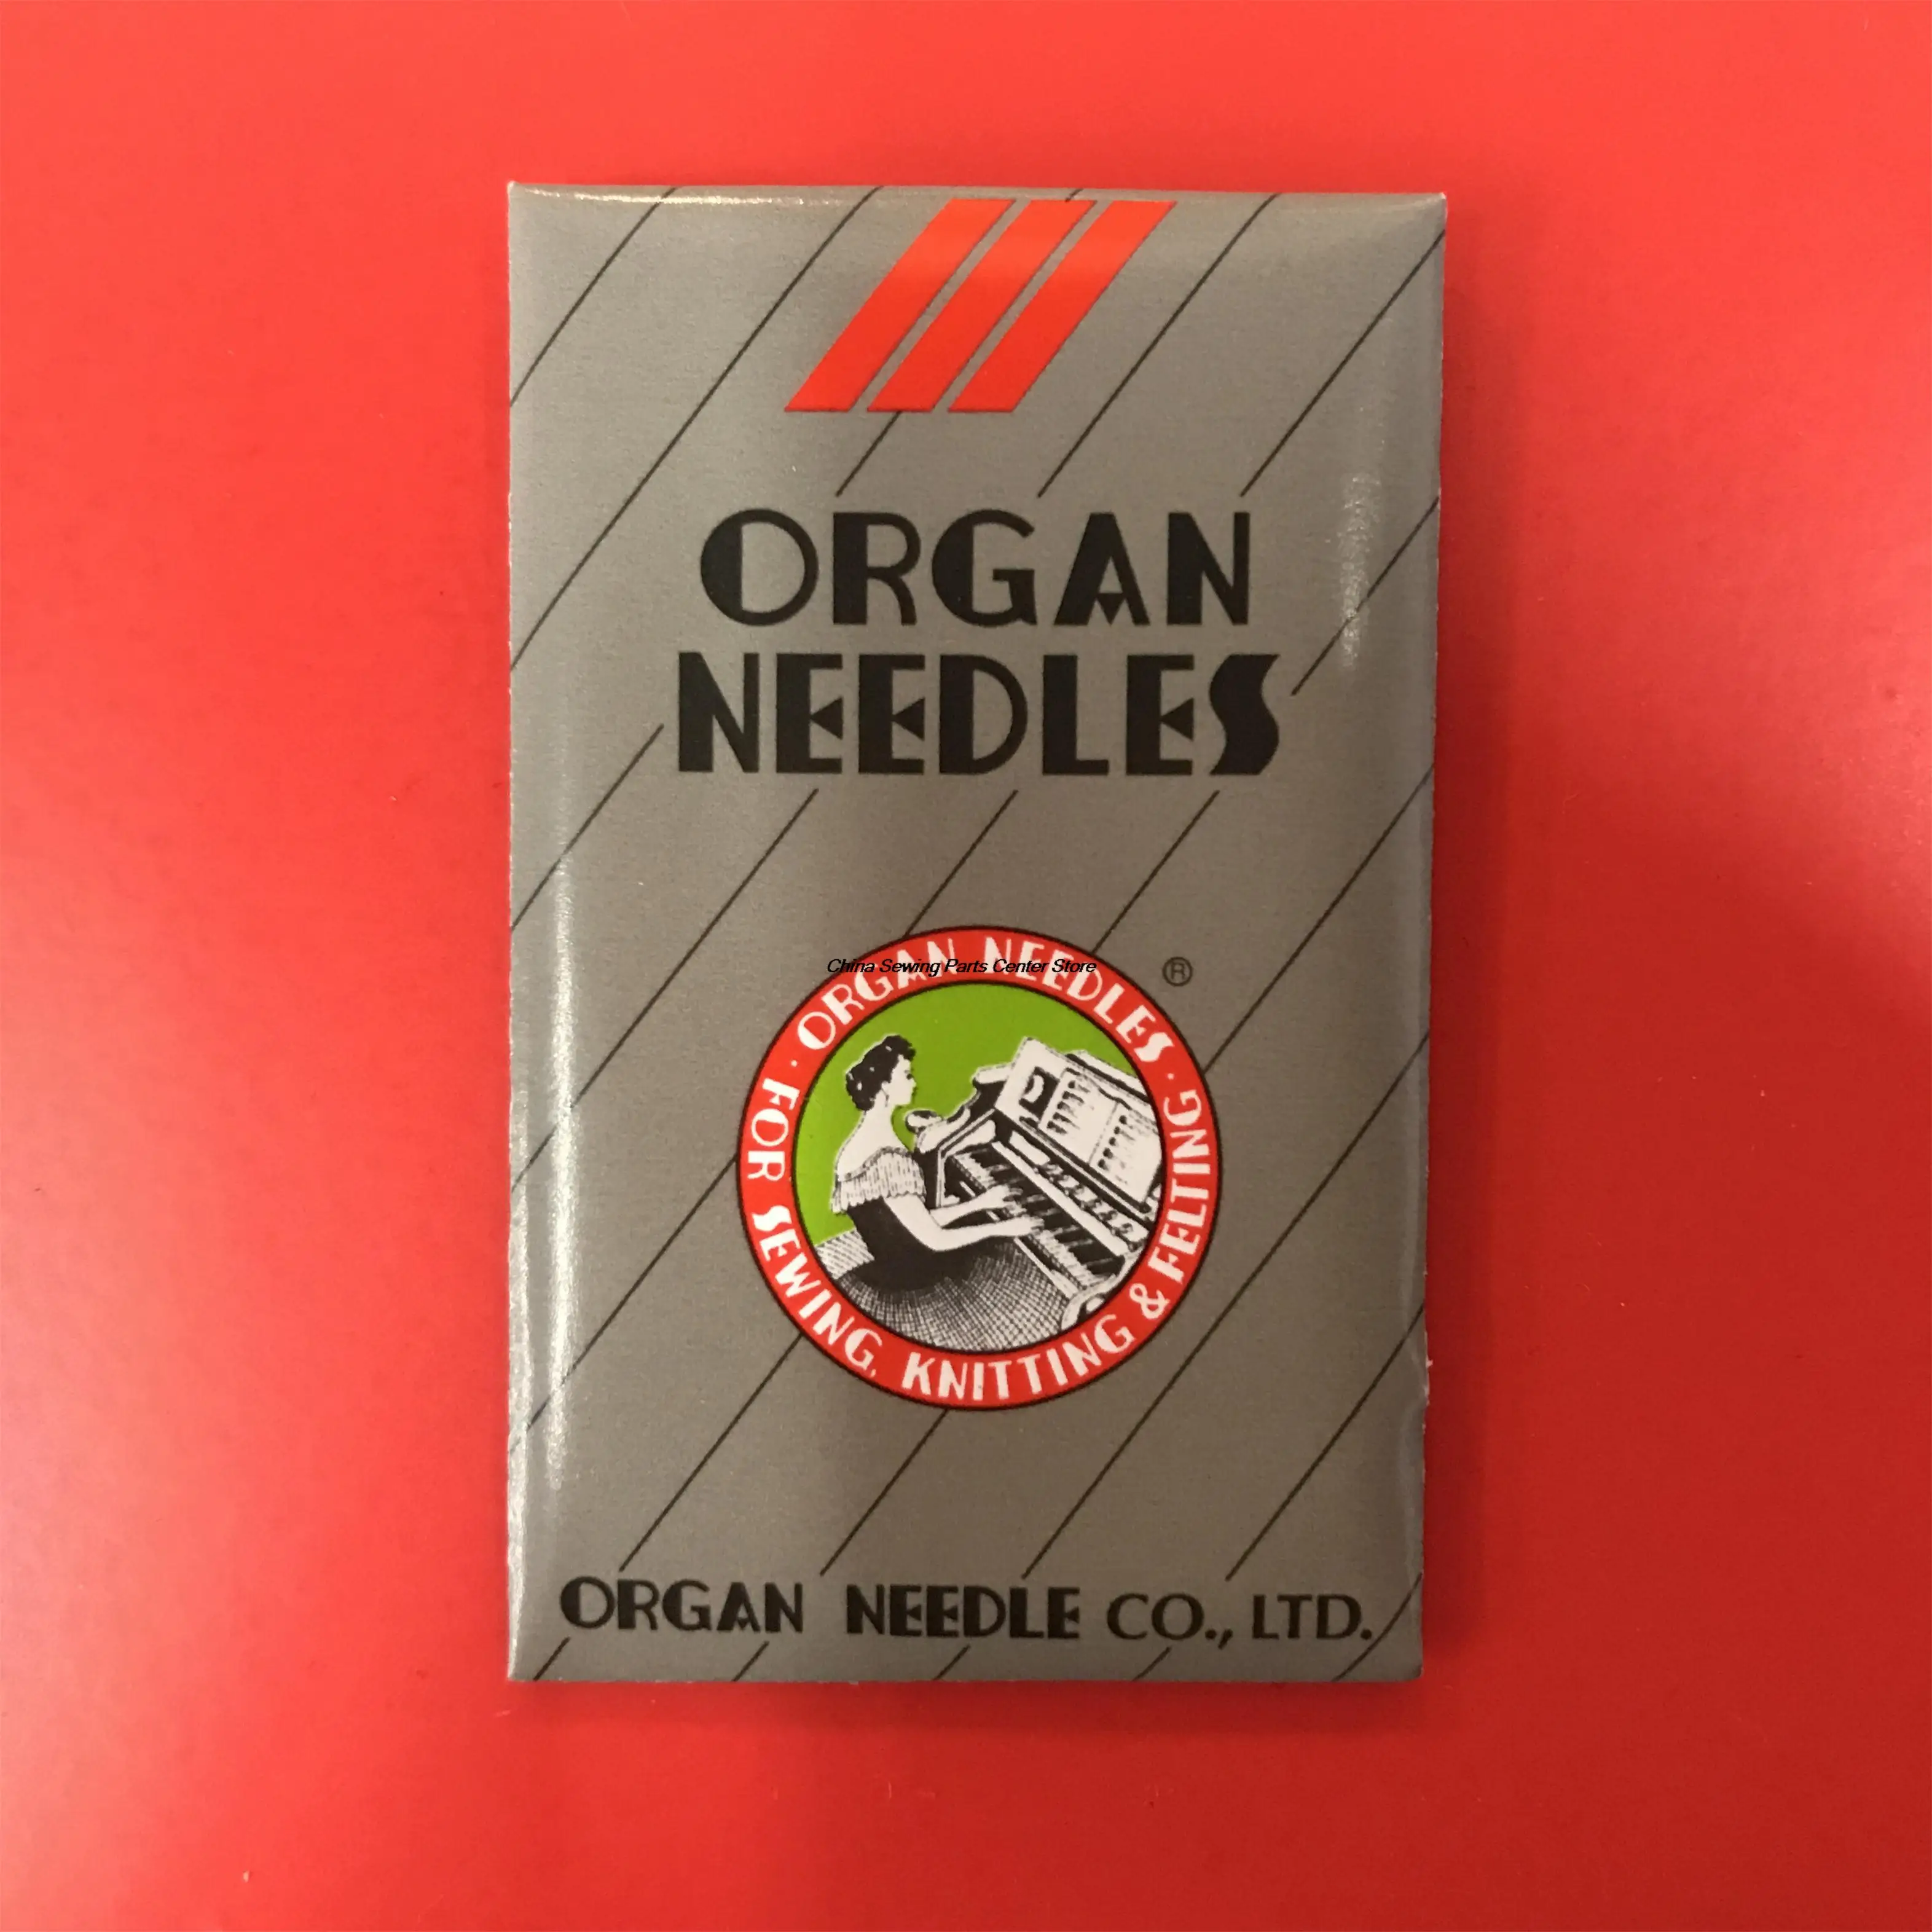 ORGAN
NEEDLES
China Sewing Parts Center Store
®
· ORGAN NEEDLES ·
FOR SEWING, KNITTING & FELTING
ORGAN NEEDLE CO., LTD.